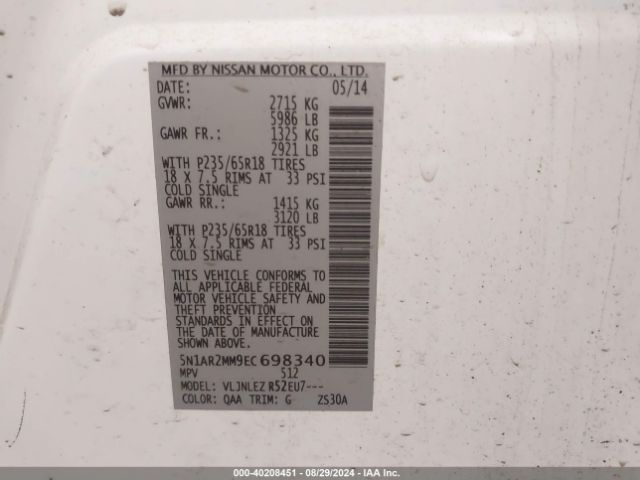 MFD BY NISSAN MOTOR CO., LTD.
DATE: 05/14
GVWR: 2715 KG
5986 LB
GAWR FR.: 1325 KG
2921 LB
WITH P235/65R18 TIRES
18 X 7.5 RIMS AT 33 PSI
COLD SINGLE
GAWR RR.: 1415 KG
3120 LB
WITH P235/65R18 TIRES
18 X 7.5 RIMS AT 33 PSI
COLD SINGLE
THIS VEHICLE CONFORMS TO
ALL APPLICABLE FEDERAL
MOTOR VEHICLE SAFETY AND
THEFT PREVENTION
STANDARDS IN EFFECT ON
THE DATE OF MANUFACTURE
SHOWN ABOVE.
5N1AR2MM9EC698340
MPV 512
MODEL: VLJNLEZ R52EU7---
COLOR: QAA TRIM: G ZS30A
000-40208451 - 08/29/2024 - IAA Inc.